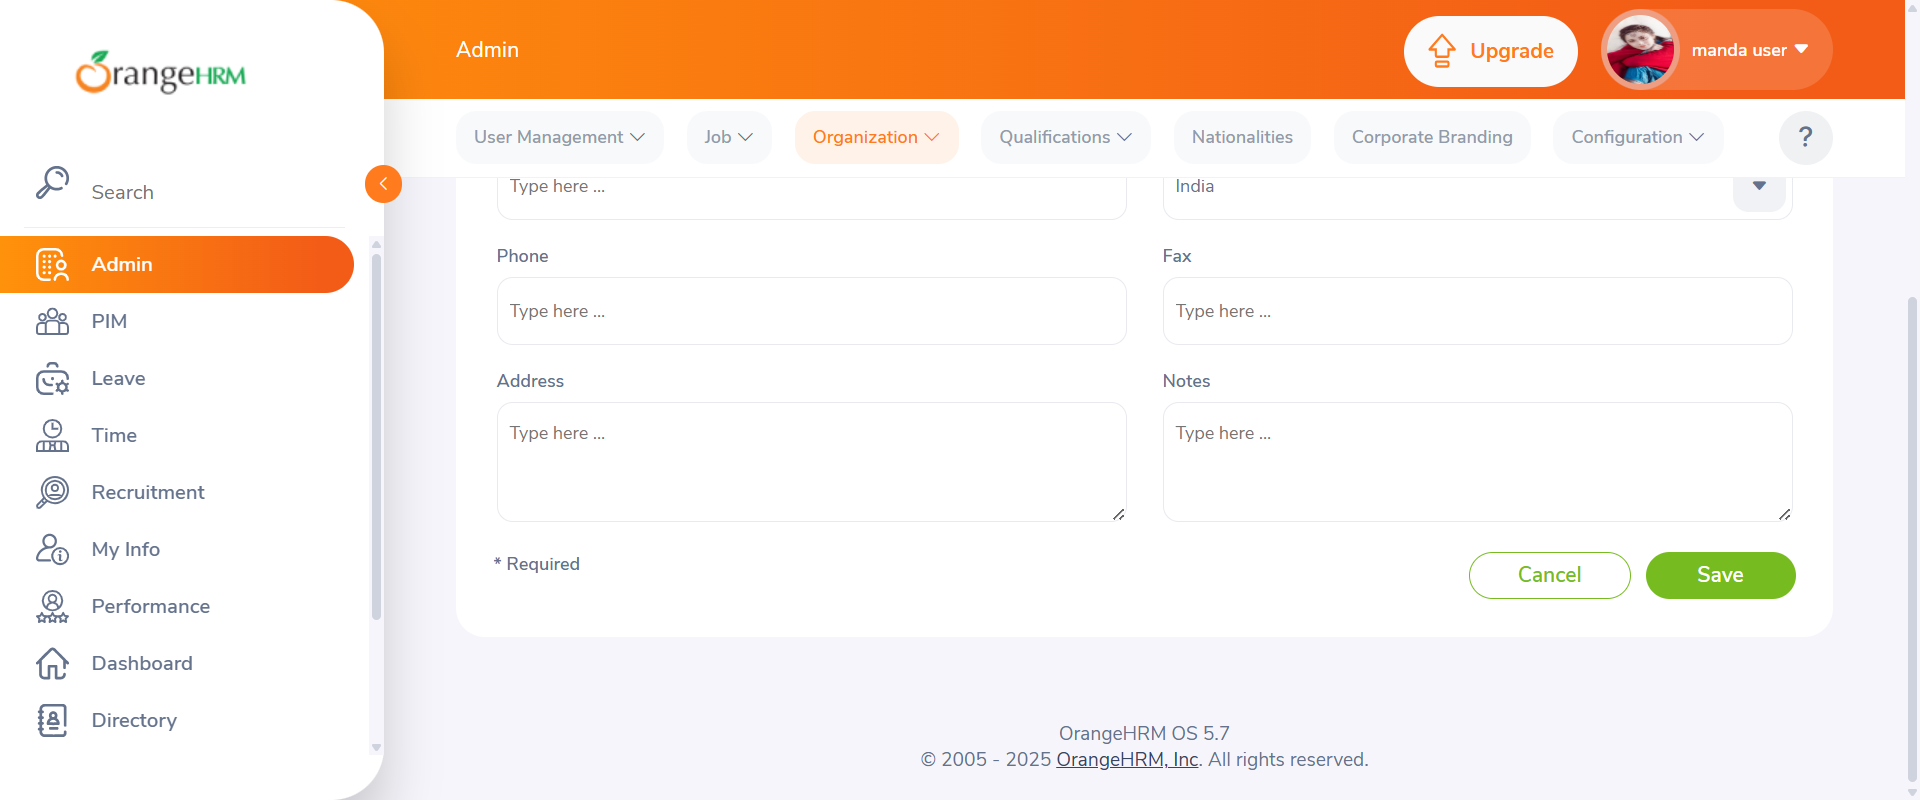 OrangeHRM
Admin
Upgrade
manda user
User Management
Job
Organization
Qualifications
Nationalities
Corporate Branding
Configuration
?
Search
Admin
PIM
Leave
Time
Recruitment
My Info
Performance
Dashboard
Directory
Type here ...
India
Phone
Fax
Type here ...
Type here ...
Address
Notes
Type here ...
Type here ...
* Required
Cancel
Save
OrangeHRM OS 5.7
© 2005 - 2025 OrangeHRM, Inc. All rights reserved.